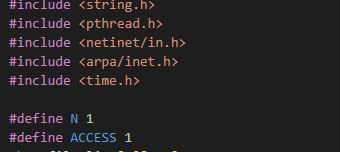 #include <string.h>
#include <pthread.h>
#include <netinet/in.h>
#include <arpa/inet.h>
#include <time.h>
#define N 1
#define ACCESS 1